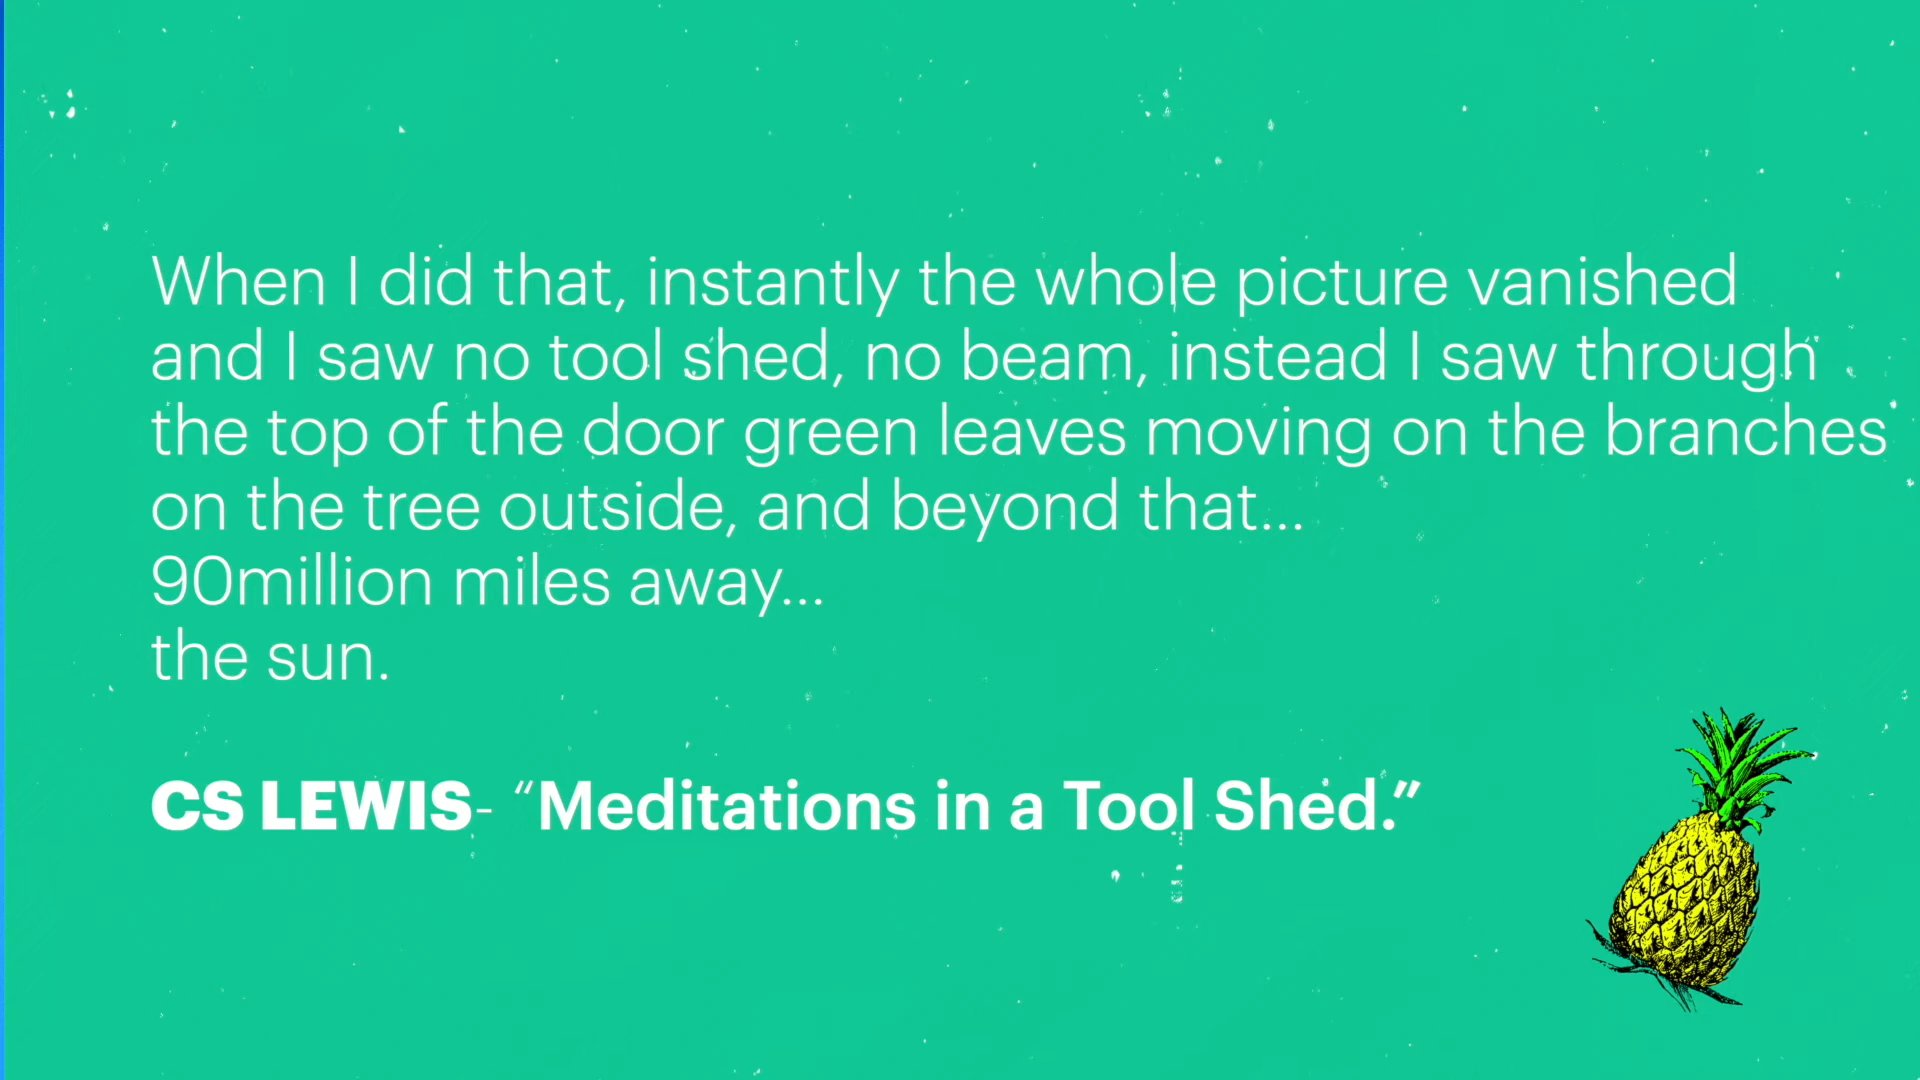 When I did that, instantly the whole picture vanished
and I saw no tool shed, no beam, instead I saw through
the top of the door green leaves moving on the branches
on the tree outside, and beyond that...
90million miles away...
the sun.
CS LEWIS- “Meditations in a Tool Shed.”